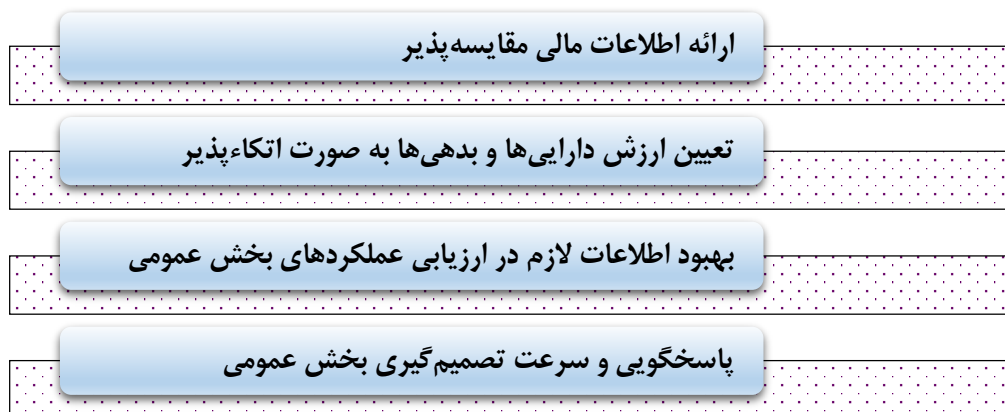 ارائه اطلاعات مالی مقایسه‌پذیر
تعیین ارزش دارایی‌ها و بدهی‌ها به صورت اتکاءپذیر
بهبود اطلاعات لازم در ارزیابی عملکردهای بخش عمومی
پاسخگویی و سرعت تصمیم‌گیری بخش عمومی